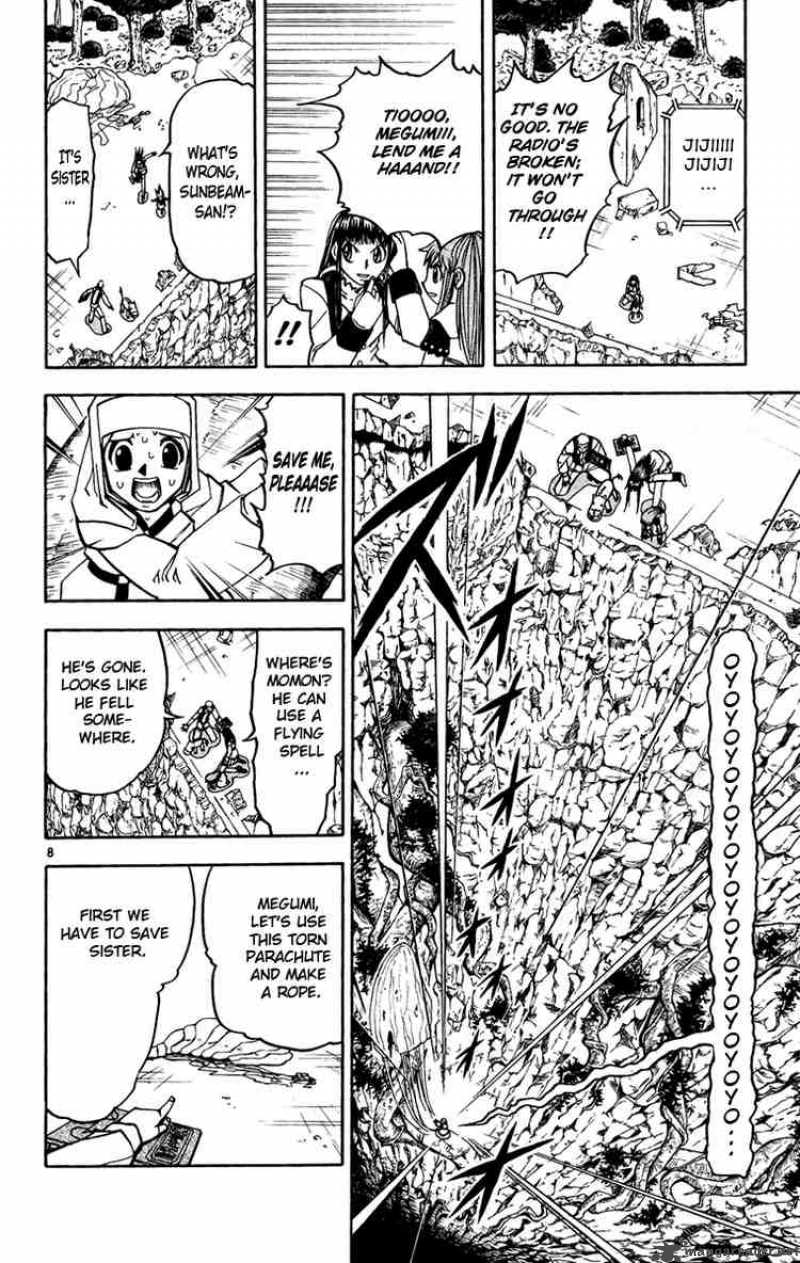 JIJIIIII
JIJIJI
...
IT'S NO
GOOD. THE
RADIO'S
BROKEN;
IT WON'T
GO
THROUGH
!!
TIOOOO,
MEGUMIII,
LEND ME A
HAAAND!!
!!
WHAT'S
WRONG,
SUNBEAM-
SAN!?
IT'S
SISTER
...
OYOYOYOYOYOYOYOYOYOYOYOYO...
SAVE ME,
PLEAAASE
!!!
WHERE'S
MOMON?
HE CAN
USE A
FLYING
SPELL
...
HE'S GONE.
LOOKS LIKE
HE FELL
SOME-
WHERE.
8
MEGUMI,
LET'S USE
THIS TORN
PARACHUTE
AND MAKE
A ROPE.
FIRST WE
HAVE TO SAVE
SISTER.